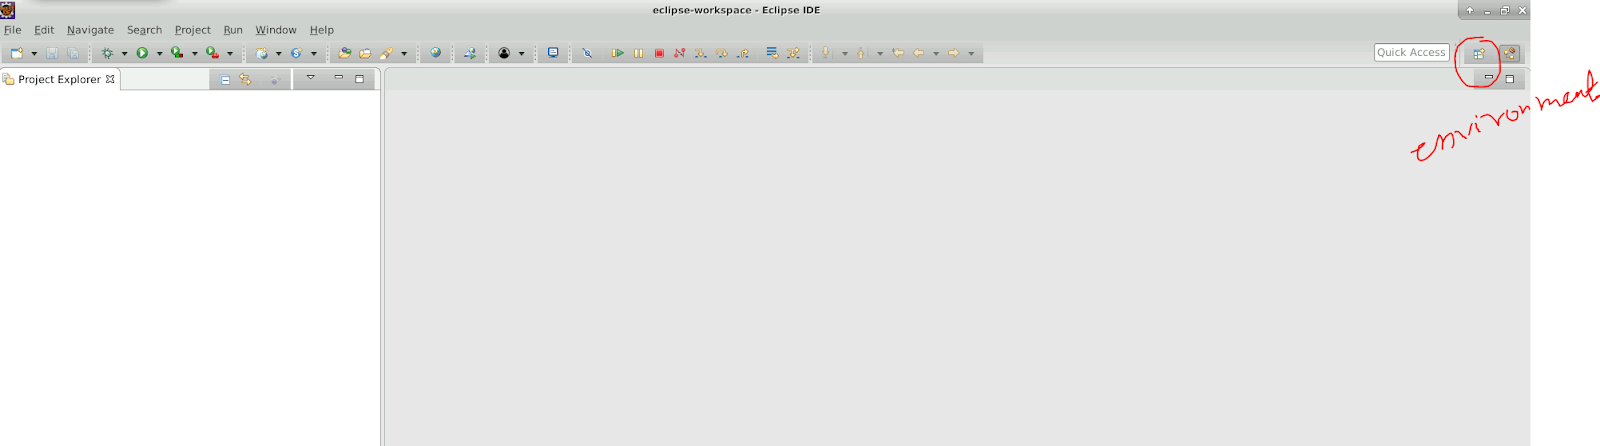 eclipse-workspace - Eclipse IDE
File Edit Navigate Search Project Run Window Help
Quick Access
Project Explorer
environment